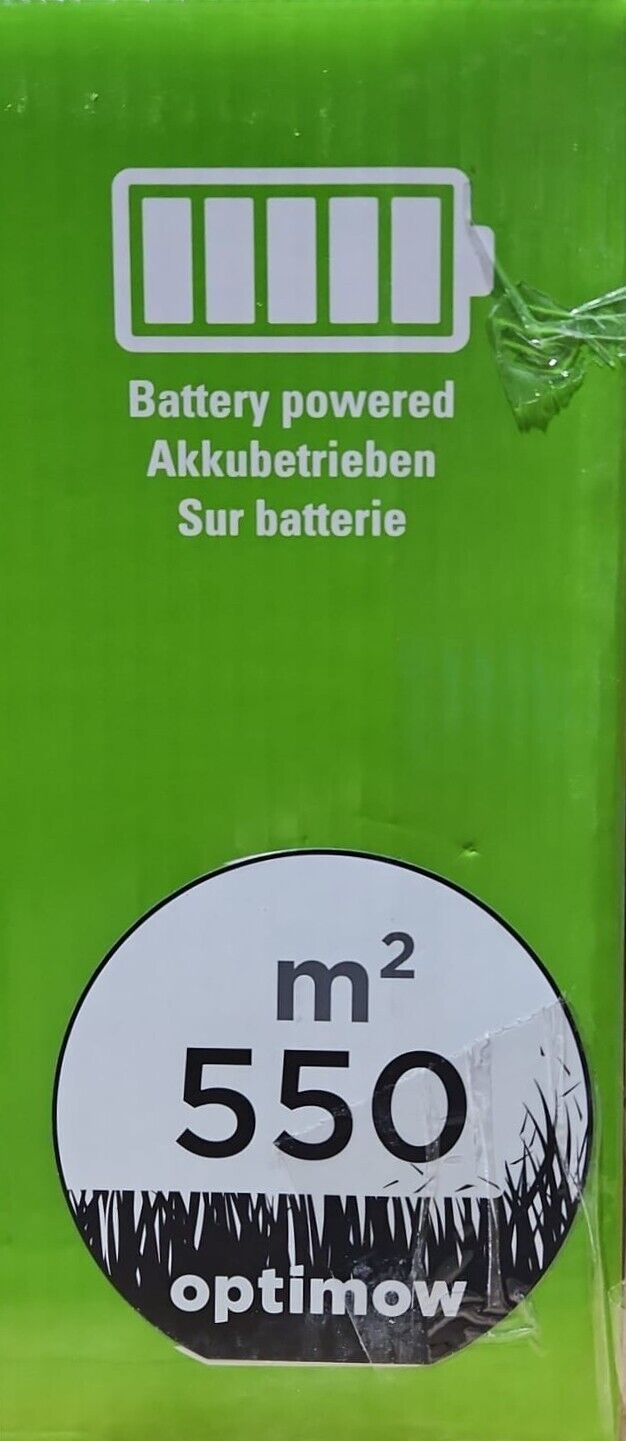 Battery powered
Akkubetrieben
Sur batterie
m²
550
optimow